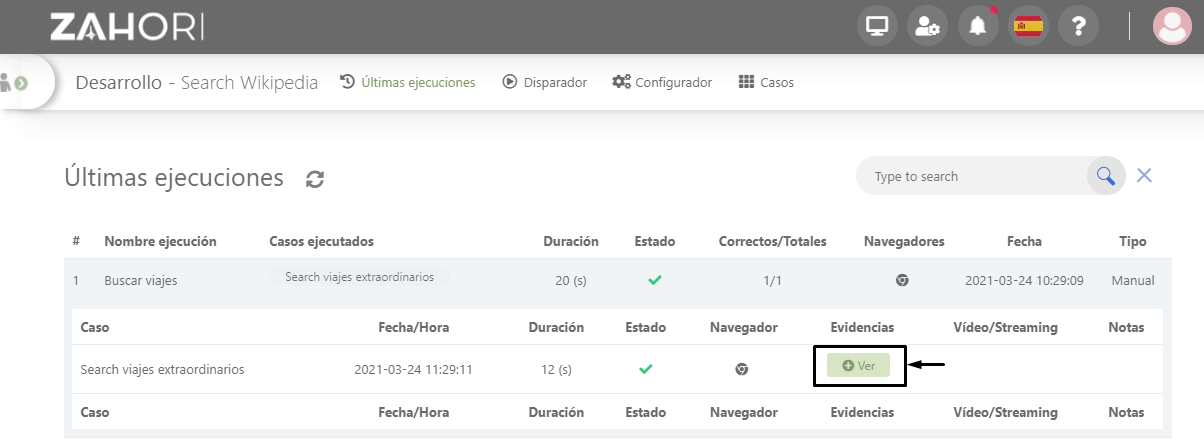 ZAHORI
?
Desarrollo - Search Wikipedia Últimas ejecuciones Disparador Configurador Casos
Últimas ejecuciones Type to search
# Nombre ejecución Casos ejecutados Duración Estado Correctos/Totales Navegadores Fecha Tipo
1 Buscar viajes Search viajes extraordinarios 20 (s) 1/1 2021-03-24 10:29:09 Manual
Caso Fecha/Hora Duración Estado Navegador Evidencias Vídeo/Streaming Notas
Search viajes extraordinarios 2021-03-24 11:29:11 12 (s) Ver
Caso Fecha/Hora Duración Estado Navegador Evidencias Vídeo/Streaming Notas